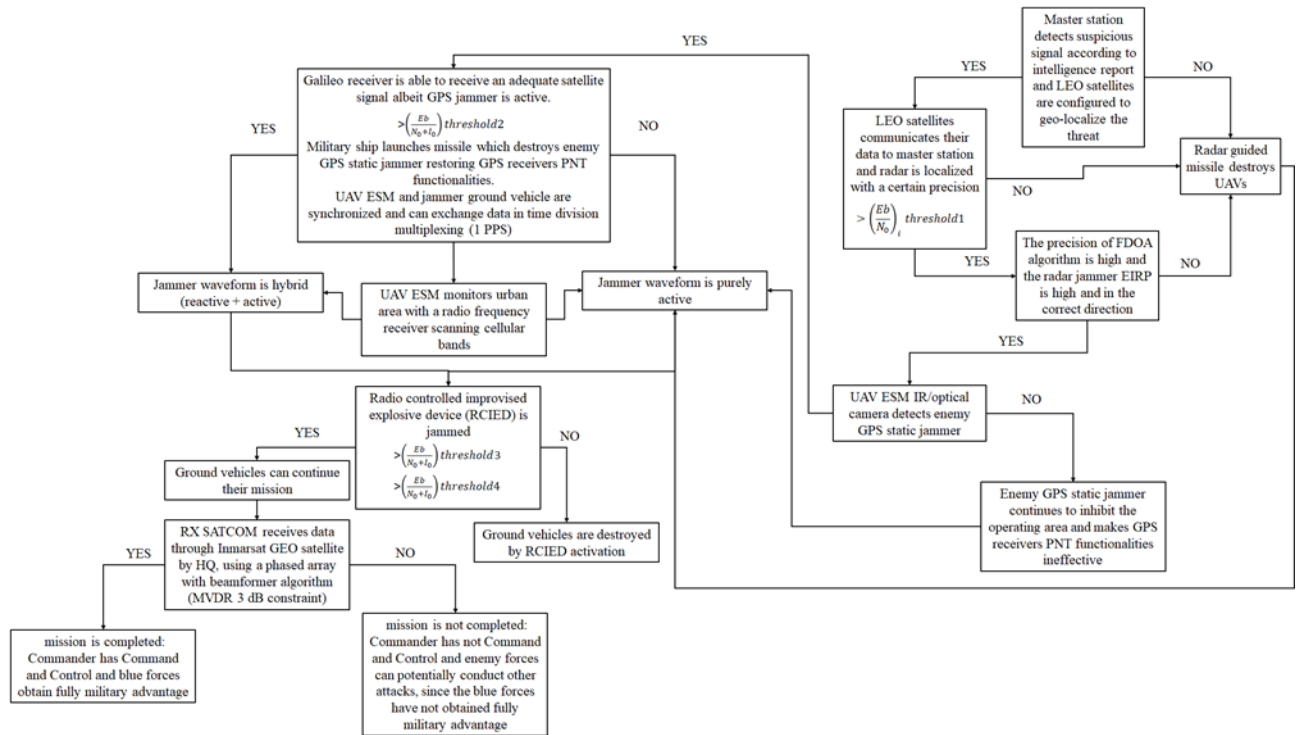 Master station
detects suspicious
signal according to
intelligence report
and LEO satellites
are configured to
geo-localize the
threat
YES
NO
LEO satellites
communicates their
data to master station
and radar is localized
with a certain precision
> (Eb/N₀)ᵢ threshold1
NO
YES
Radar guided
missile destroys
UAVs
The precision of FDOA
algorithm is high and
the radar jammer EIRP
is high and in the
correct direction
NO
YES
UAV ESM IR/optical
camera detects enemy
GPS static jammer
YES
NO
Enemy GPS static jammer
continues to inhibit the
operating area and makes GPS
receivers PNT functionalities
ineffective
Galileo receiver is able to receive an adequate satellite
signal albeit GPS jammer is active.
>(Eb/N₀+I₀) threshold2
Military ship launches missile which destroys enemy
GPS static jammer restoring GPS receivers PNT
functionalities.
UAV ESM and jammer ground vehicle are
synchronized and can exchange data in time division
multiplexing (1 PPS)
YES
NO
Jammer waveform is hybrid
(reactive + active)
UAV ESM monitors urban
area with a radio frequency
receiver scanning cellular
bands
Jammer waveform is purely
active
Radio controlled improvised
explosive device (RCIED) is
jammed
>(Eb/N₀+I₀) threshold3
>(Eb/N₀+I₀) threshold4
YES
NO
Ground vehicles can continue
their mission
Ground vehicles are destroyed
by RCIED activation
RX SATCOM receives data
through Inmarsat GEO satellite
by HQ, using a phased array
with beamformer algorithm
(MVDR 3 dB constraint)
YES
NO
mission is completed:
Commander has Command
and Control and blue forces
obtain fully military advantage
mission is not completed:
Commander has not Command
and Control and enemy forces
can potentially conduct other
attacks, since the blue forces
have not obtained fully
military advantage